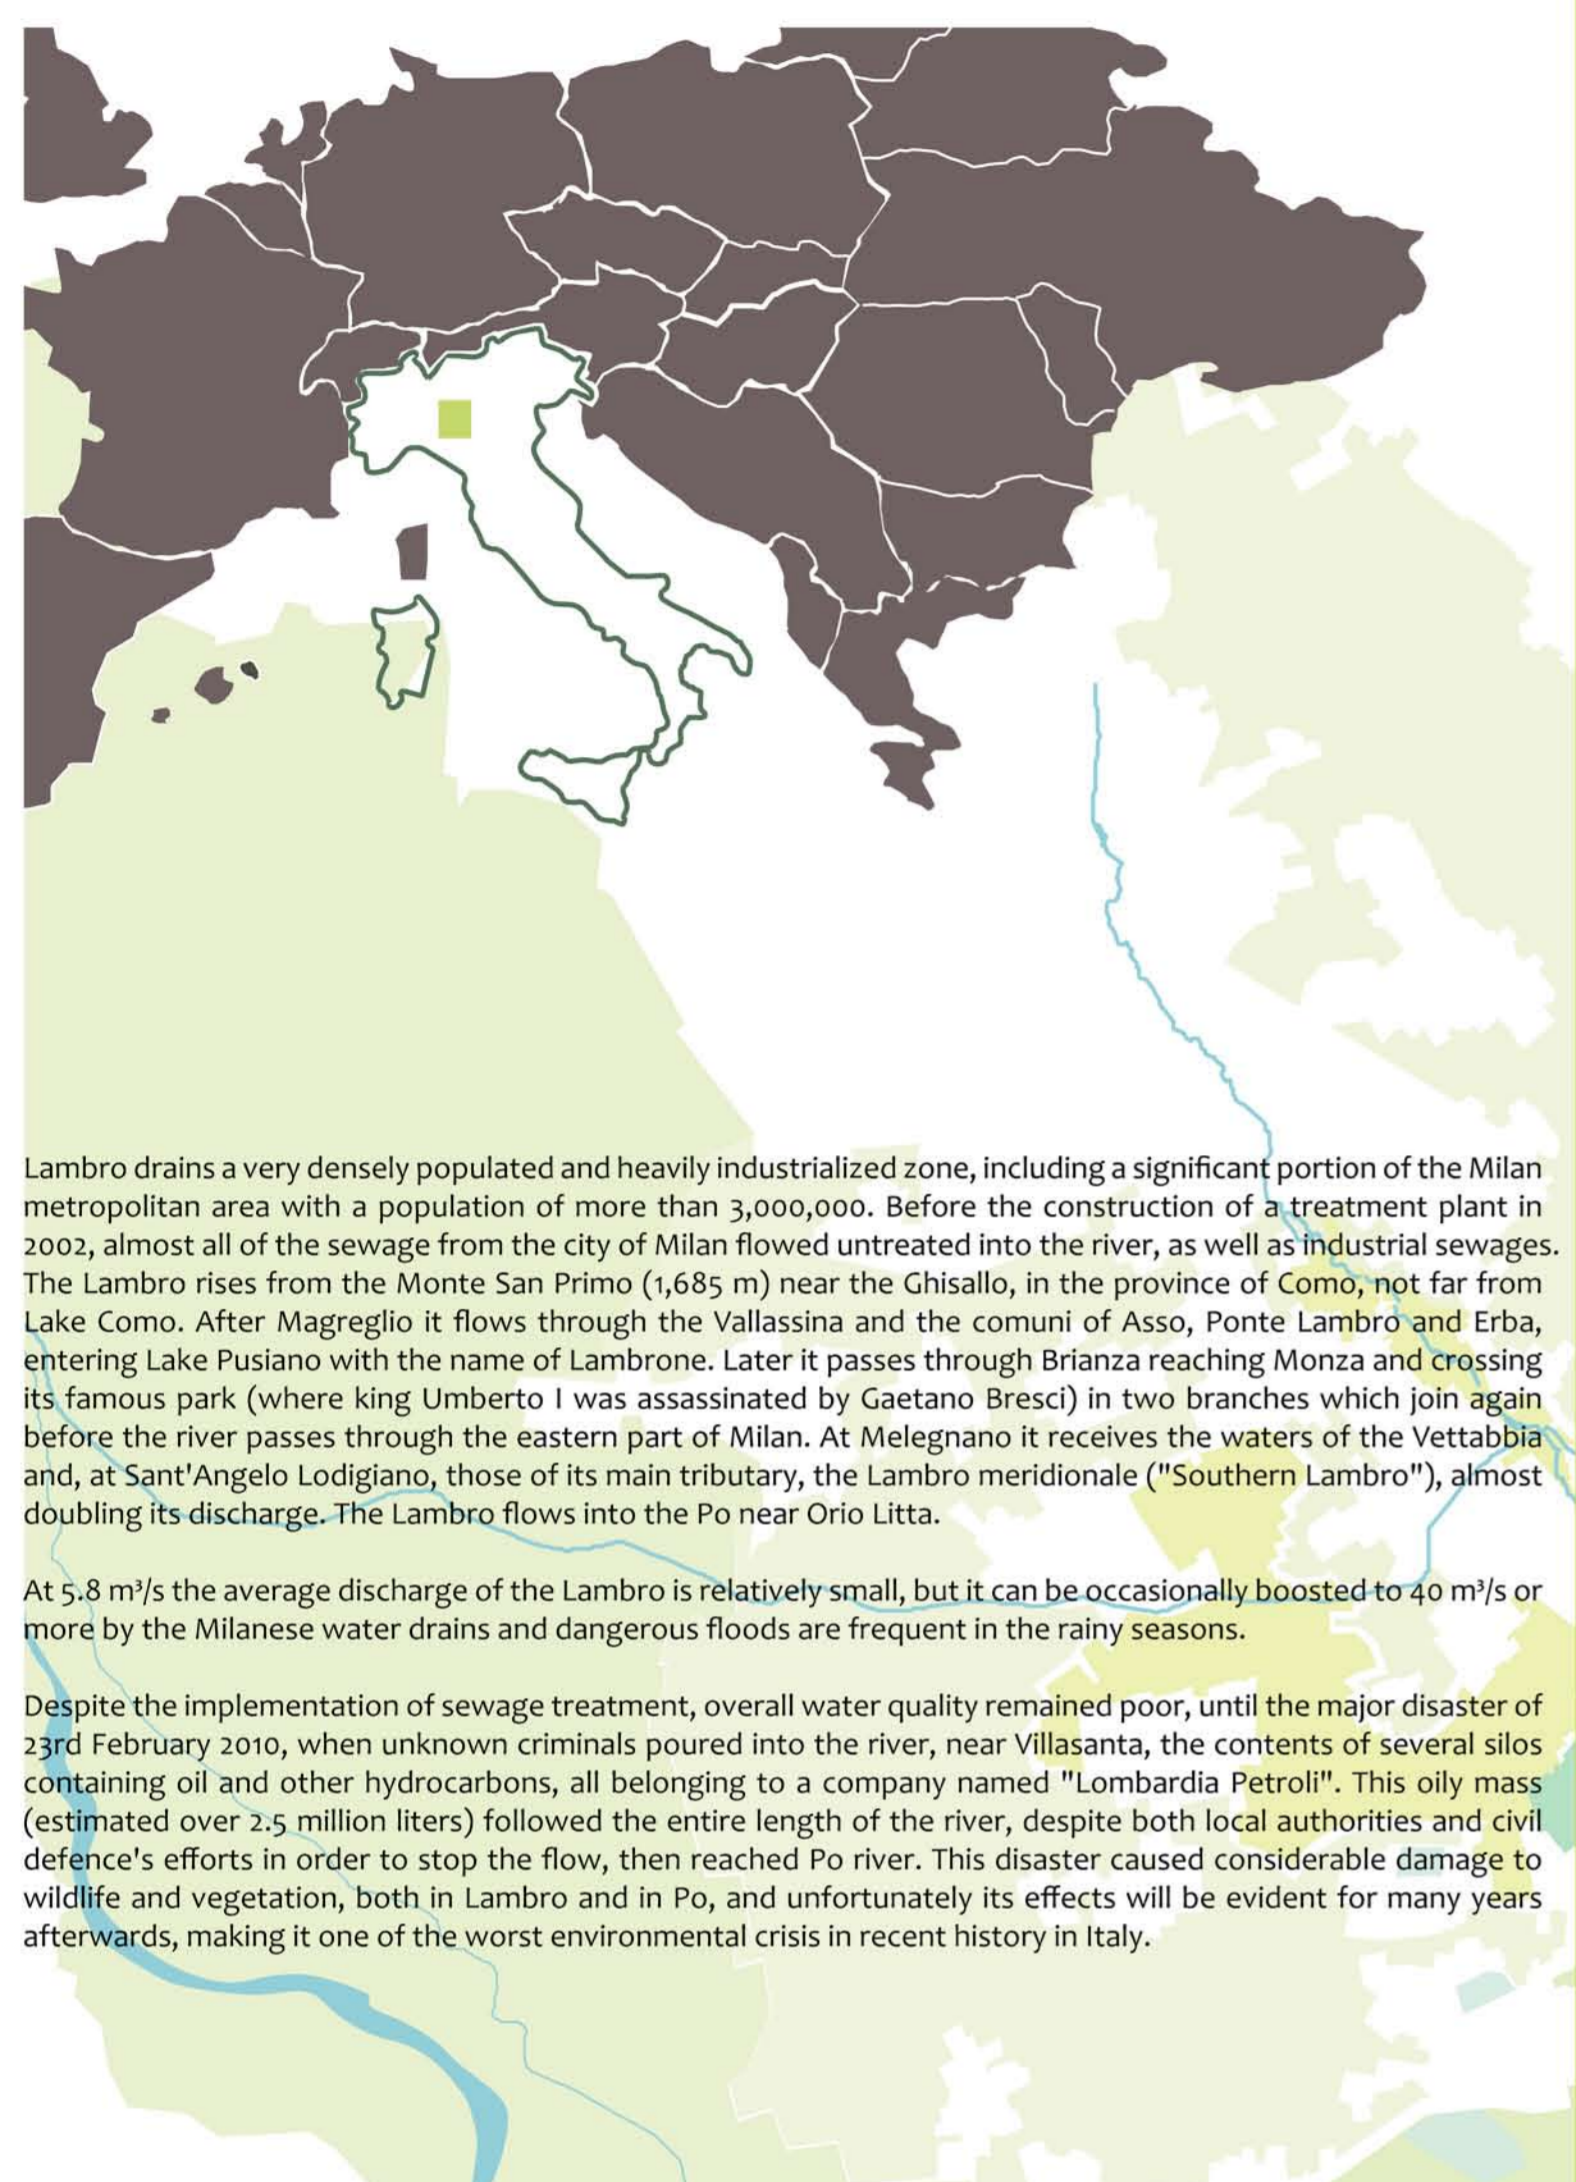 Lambro drains a very densely populated and heavily industrialized zone, including a significant portion of the Milan
metropolitan area with a population of more than 3,000,000. Before the construction of a treatment plant in
2002, almost all of the sewage from the city of Milan flowed untreated into the river, as well as industrial sewages.
The Lambro rises from the Monte San Primo (1,685 m) near the Ghisallo, in the province of Como, not far from
Lake Como. After Magreglio it flows through the Vallassina and the comuni of Asso, Ponte Lambro and Erba,
entering Lake Pusiano with the name of Lambrone. Later it passes through Brianza reaching Monza and crossing
its famous park (where king Umberto I was assassinated by Gaetano Bresci) in two branches which join again
before the river passes through the eastern part of Milan. At Melegnano it receives the waters of the Vettabbia
and, at Sant'Angelo Lodigiano, those of its main tributary, the Lambro meridionale ("Southern Lambro"), almost
doubling its discharge. The Lambro flows into the Po near Orio Litta.
At 5.8 m³/s the average discharge of the Lambro is relatively small, but it can be occasionally boosted to 40 m³/s or
more by the Milanese water drains and dangerous floods are frequent in the rainy seasons.
Despite the implementation of sewage treatment, overall water quality remained poor, until the major disaster of
23rd February 2010, when unknown criminals poured into the river, near Villasanta, the contents of several silos
containing oil and other hydrocarbons, all belonging to a company named "Lombardia Petroli". This oily mass
(estimated over 2.5 million liters) followed the entire length of the river, despite both local authorities and civil
defence's efforts in order to stop the flow, then reached Po river. This disaster caused considerable damage to
wildlife and vegetation, both in Lambro and in Po, and unfortunately its effects will be evident for many years
afterwards, making it one of the worst environmental crisis in recent history in Italy.